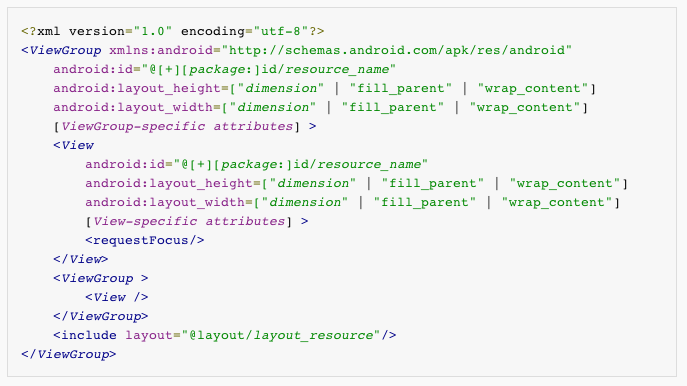 <?xml version="1.0" encoding="utf-8"?>
<ViewGroup xmlns:android="http://schemas.android.com/apk/res/android"
    android:id="@[+][package:]id/resource_name"
    android:layout_height=["dimension" | "fill_parent" | "wrap_content"]
    android:layout_width=["dimension" | "fill_parent" | "wrap_content"]
    [ViewGroup-specific attributes] >
    <View
        android:id="@[+][package:]id/resource_name"
        android:layout_height=["dimension" | "fill_parent" | "wrap_content"]
        android:layout_width=["dimension" | "fill_parent" | "wrap_content"]
        [View-specific attributes] >
        <requestFocus/>
    </View>
    <ViewGroup >
        <View />
    </ViewGroup>
    <include layout="@layout/layout_resource"/>
</ViewGroup>